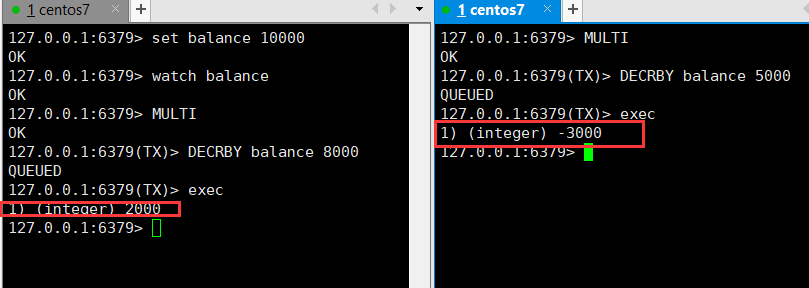 1 centos7
127.0.0.1:6379> set balance 10000
OK
127.0.0.1:6379> watch balance
OK
127.0.0.1:6379> MULTI
OK
127.0.0.1:6379(TX)> DECRBY balance 8000
QUEUED
127.0.0.1:6379(TX)> exec
1) (integer) 2000
127.0.0.1:6379>
1 centos7
127.0.0.1:6379> MULTI
OK
127.0.0.1:6379(TX)> DECRBY balance 5000
QUEUED
127.0.0.1:6379(TX)> exec
1) (integer) -3000
127.0.0.1:6379>